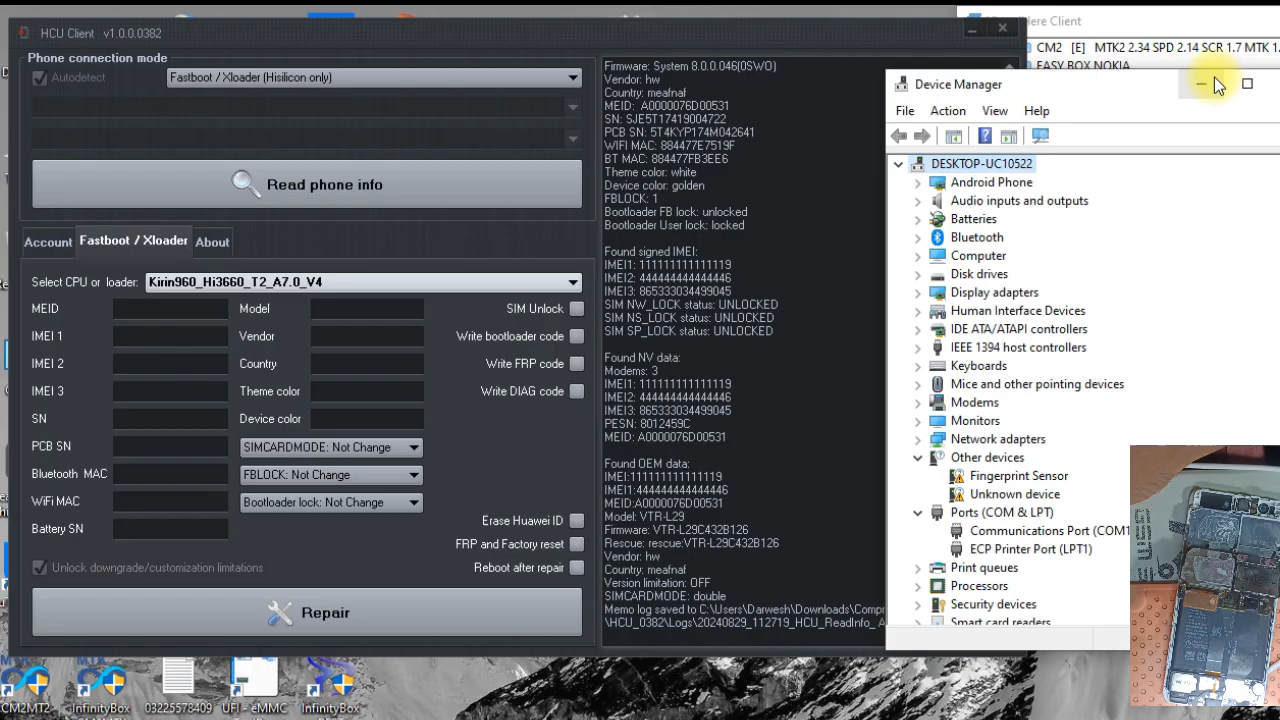 HCU Client v1.0.0.0382
Phone connection mode
Autodetect
Fastboot / Xloader (Hisilicon only)
Read phone info
Account
Fastboot / Xloader
About
Select CPU or loader:
Kirin960_Hi3660_T2_A7.0_V4
MEID
Model
SIM Unlock
IMEI 1
Vendor
Write bootloader code
IMEI 2
Country
Write FRP code
IMEI 3
Theme color
Write DIAG code
SN
Device color
PCB SN
SIMCARDMODE: Not Change
Bluetooth MAC
FBLOCK: Not Change
WiFi MAC
Bootloader lock: Not Change
Battery SN
Erase Huawei ID
FRP and Factory reset
Unlock downgrade/customization limitations
Reboot after repair
Repair
Firmware: System 8.0.0.046(0SWO)
Vendor: hw
Country: meafnaf
MEID: A0000076D00531
SN: SJE5T17419004722
PCB SN: 5T4KYP174M042641
WIFI MAC: 884477E7519F
BT MAC: 884477FB3EE6
Theme color: white
Device color: golden
FBLOCK: 1
Bootloader FB lock: unlocked
Bootloader User lock: locked
Found signed IMEI:
IMEI1: 111111111111119
IMEI2: 444444444444446
IMEI3: 865333034499045
SIM NW_LOCK status: UNLOCKED
SIM NS_LOCK status: UNLOCKED
SIM SP_LOCK status: UNLOCKED
Found NV data:
Modems: 3
IMEI1: 111111111111119
IMEI2: 444444444444446
IMEI3: 865333034499045
PESN: 8012459C
MEID: A0000076D00531
Found OEM data:
IMEI:111111111111119
IMEI1:444444444444446
MEID:A0000076D00531
Model: VTR-L29
Firmware: VTR-L29C432B126
Rescue: rescue:VTR-L29C432B126
Vendor: hw
Country: meafnaf
Version limitation: OFF
SIMCARDMODE: double
Memo log saved to C:\Users\Darwesh\Downloads\Compr
\HCU_0382\Logs\20240829_112719_HCU_ReadInfo_ A
Here Client
CM2 [E] MTK2 2.34 SPD 2.14 SCR 1.7 MTK 1.
EASY BOX NOKIA
Device Manager
File Action View Help
DESKTOP-UC10522
Android Phone
Audio inputs and outputs
Batteries
Bluetooth
Computer
Disk drives
Display adapters
Human Interface Devices
IDE ATA/ATAPI controllers
IEEE 1394 host controllers
Keyboards
Mice and other pointing devices
Modems
Monitors
Network adapters
Other devices
Fingerprint Sensor
Unknown device
Ports (COM & LPT)
Communications Port (COM1
ECP Printer Port (LPT1)
Print queues
Processors
Security devices
Smart card readers
CM2MT2
InfinityBox
03225578409
UFI - eMMC
InfinityBox